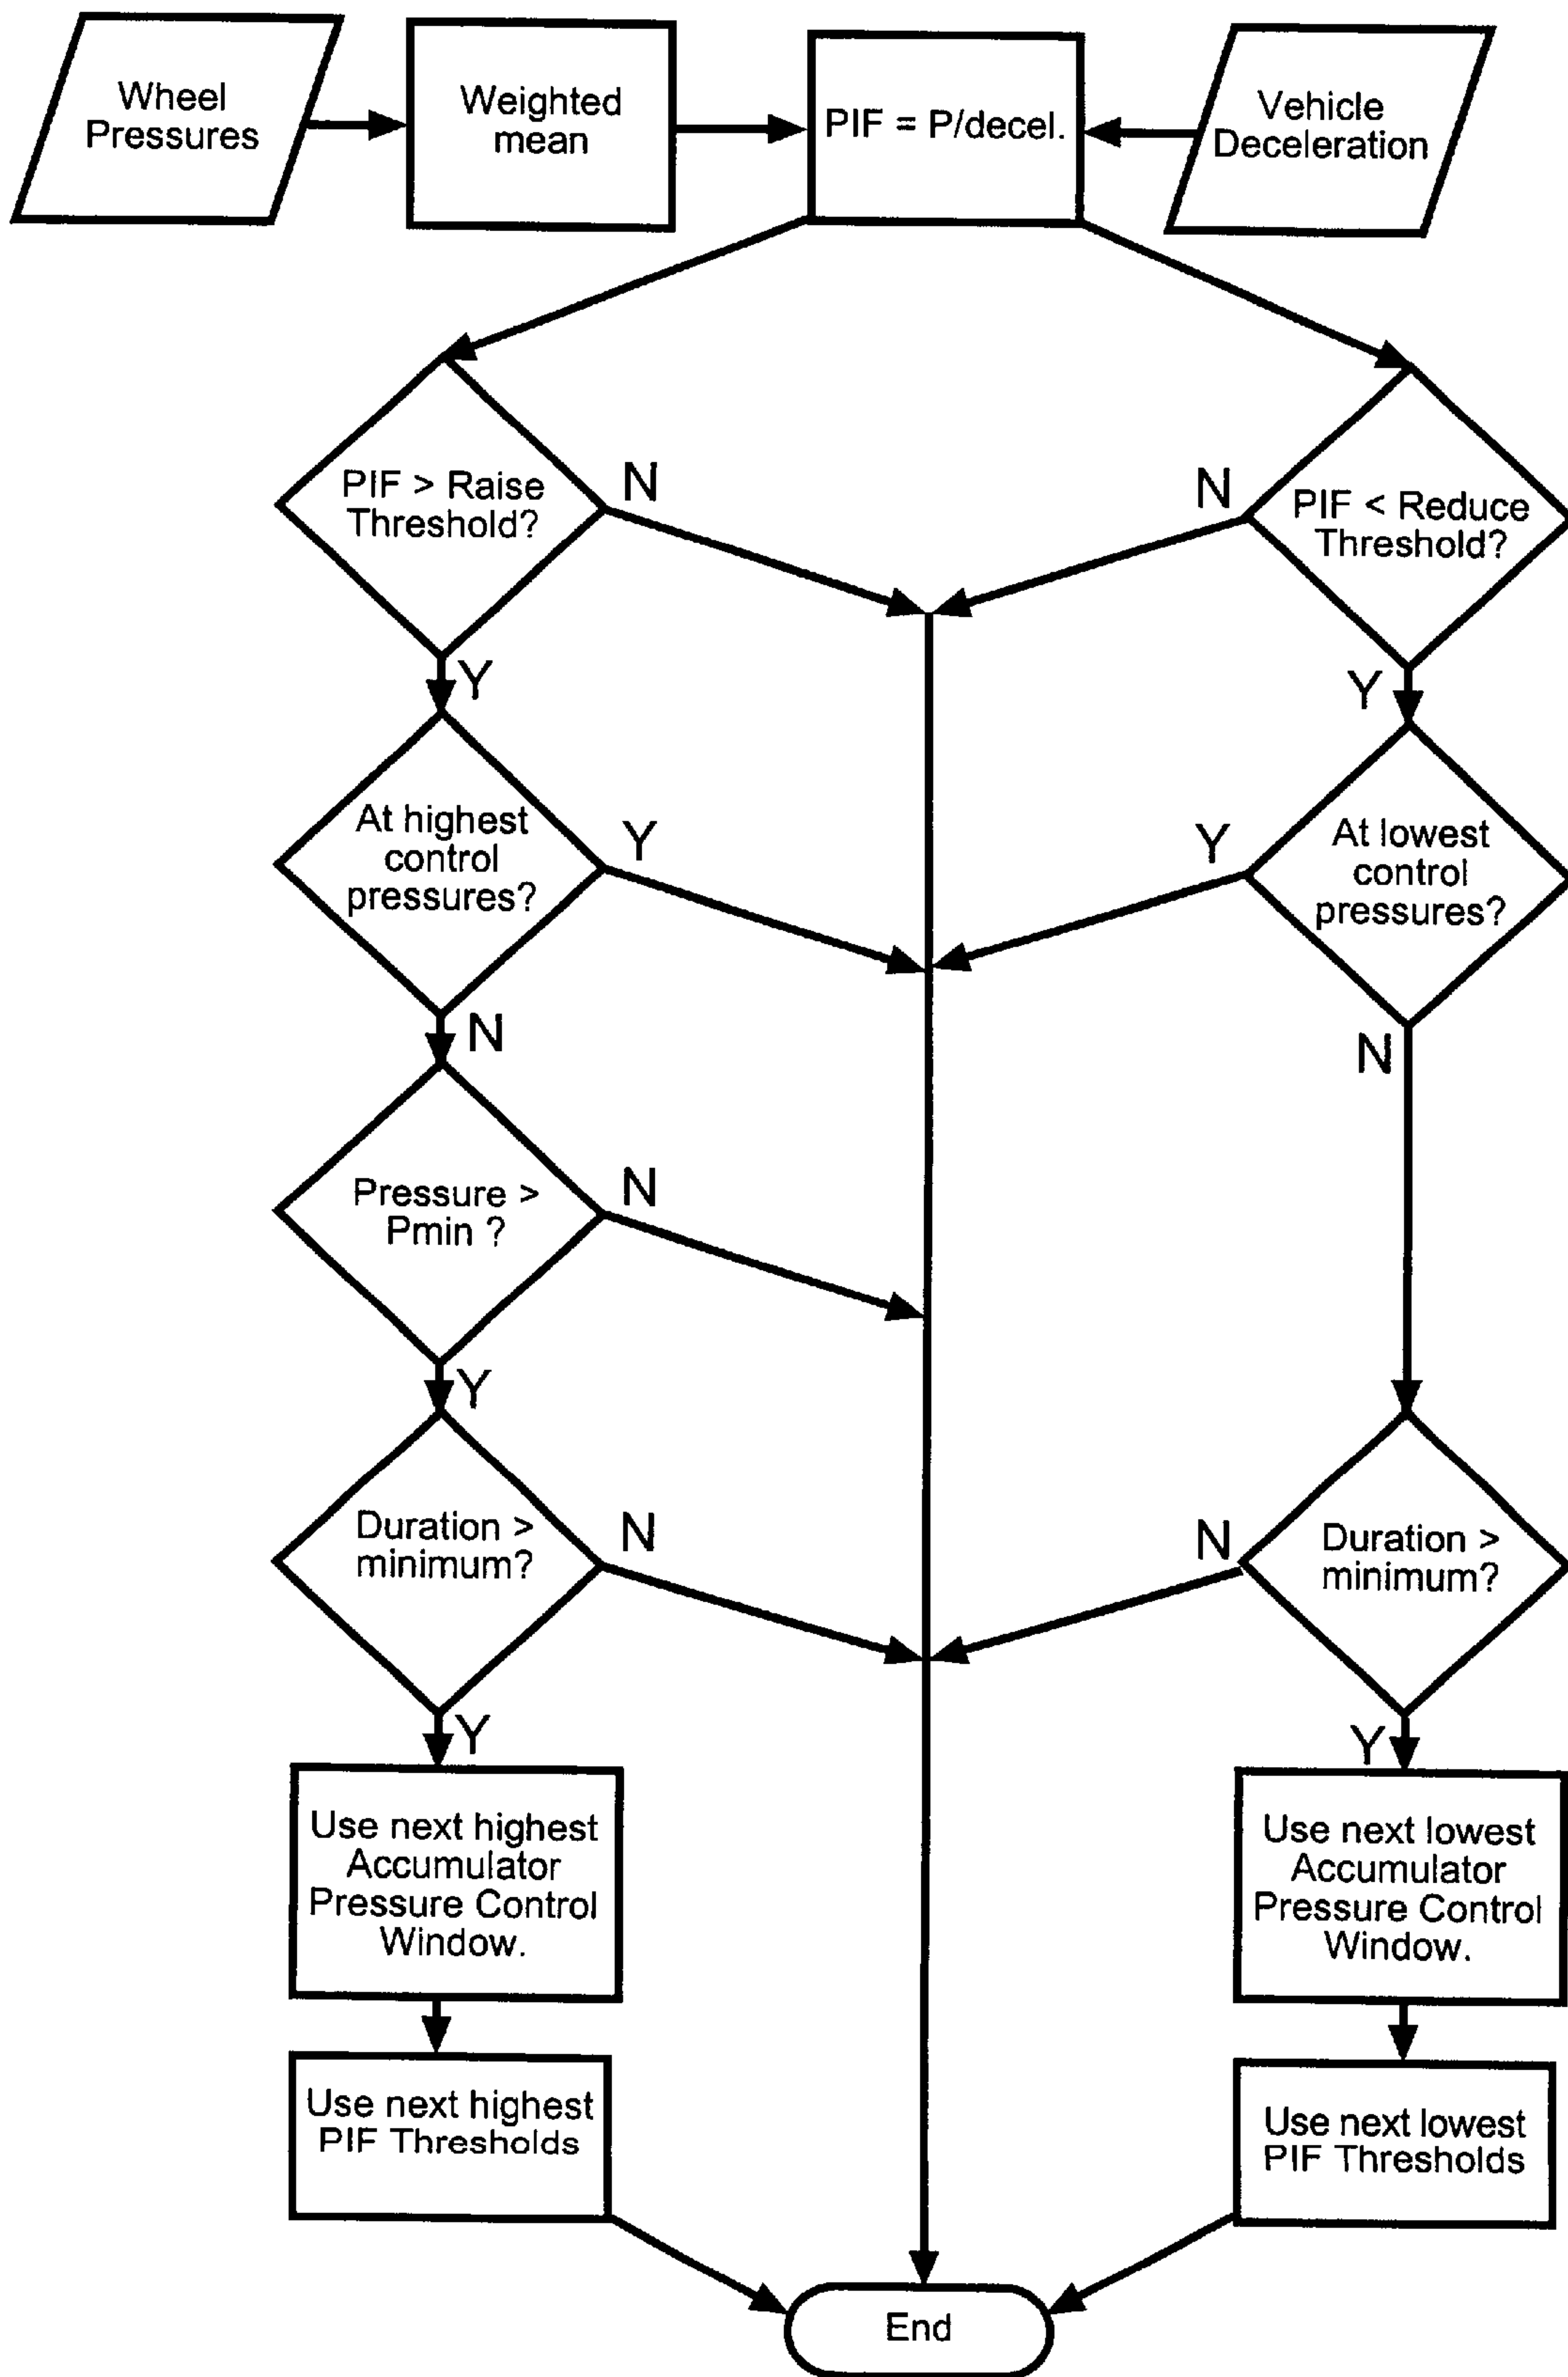 Wheel
Pressures
Weighted
mean
PIF = P/decel.
Vehicle
Deceleration
PIF > Raise
Threshold?
N
N
PIF < Reduce
Threshold?
Y
Y
At highest
control
pressures?
Y
Y
At lowest
control
pressures?
N
N
Pressure >
Pmin ?
N
Y
Duration >
minimum?
N
N
Duration >
minimum?
Y
Y
Use next highest
Accumulator
Pressure Control
Window.
Use next lowest
Accumulator
Pressure Control
Window.
Use next highest
PIF Thresholds
Use next lowest
PIF Thresholds
End